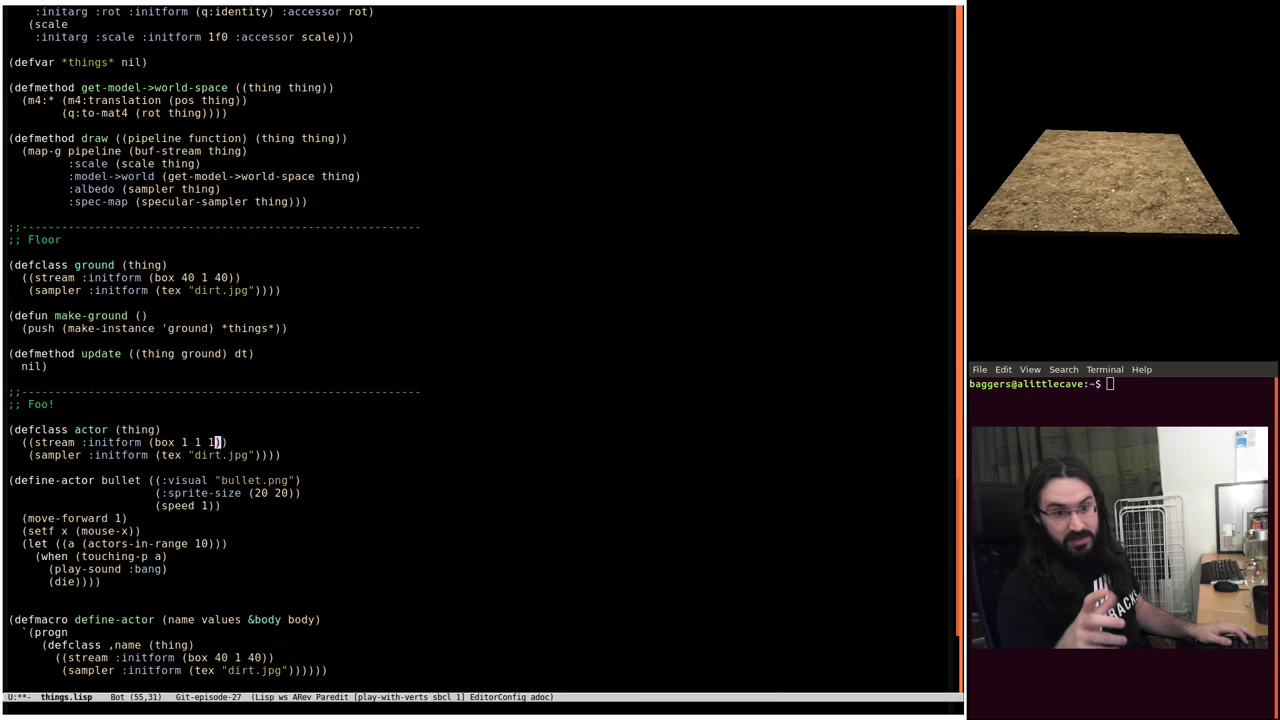 :initarg :rot :initform (q:identity) :accessor rot)
(scale
:initarg :scale :initform 1f0 :accessor scale)))
(defvar *things* nil)
(defmethod get-model->world-space ((thing thing))
(m4:* (m4:translation (pos thing))
(q:to-mat4 (rot thing))))
(defmethod draw ((pipeline function) (thing thing))
(map-g pipeline (buf-stream thing)
:scale (scale thing)
:model->world (get-model->world-space thing)
:albedo (sampler thing)
:spec-map (specular-sampler thing)))
;;--------------------------------------------------------------
;; Floor
(defclass ground (thing)
((stream :initform (box 40 1 40))
(sampler :initform (tex "dirt.jpg"))))
(defun make-ground ()
(push (make-instance 'ground) *things*))
(defmethod update ((thing ground) dt)
nil)
;;--------------------------------------------------------------
;; Foo!
(defclass actor (thing)
((stream :initform (box 1 1 1))
(sampler :initform (tex "dirt.jpg"))))
(define-actor bullet ((:visual "bullet.png")
(:sprite-size (20 20))
(speed 1))
(move-forward 1)
(setf x (mouse-x))
(let ((a (actors-in-range 10)))
(when (touching-p a)
(play-sound :bang)
(die))))
(defmacro define-actor (name values &body body)
`(progn
(defclass ,name (thing)
((stream :initform (box 40 1 40))
(sampler :initform (tex "dirt.jpg"))))))
U:**- things.lisp Bot (55,31) Git-episode-27 (Lisp ws ARev Paredit [play-with-verts sbcl 1] EditorConfig adoc)
File Edit View Search Terminal Help
baggers@alittlecave:~$